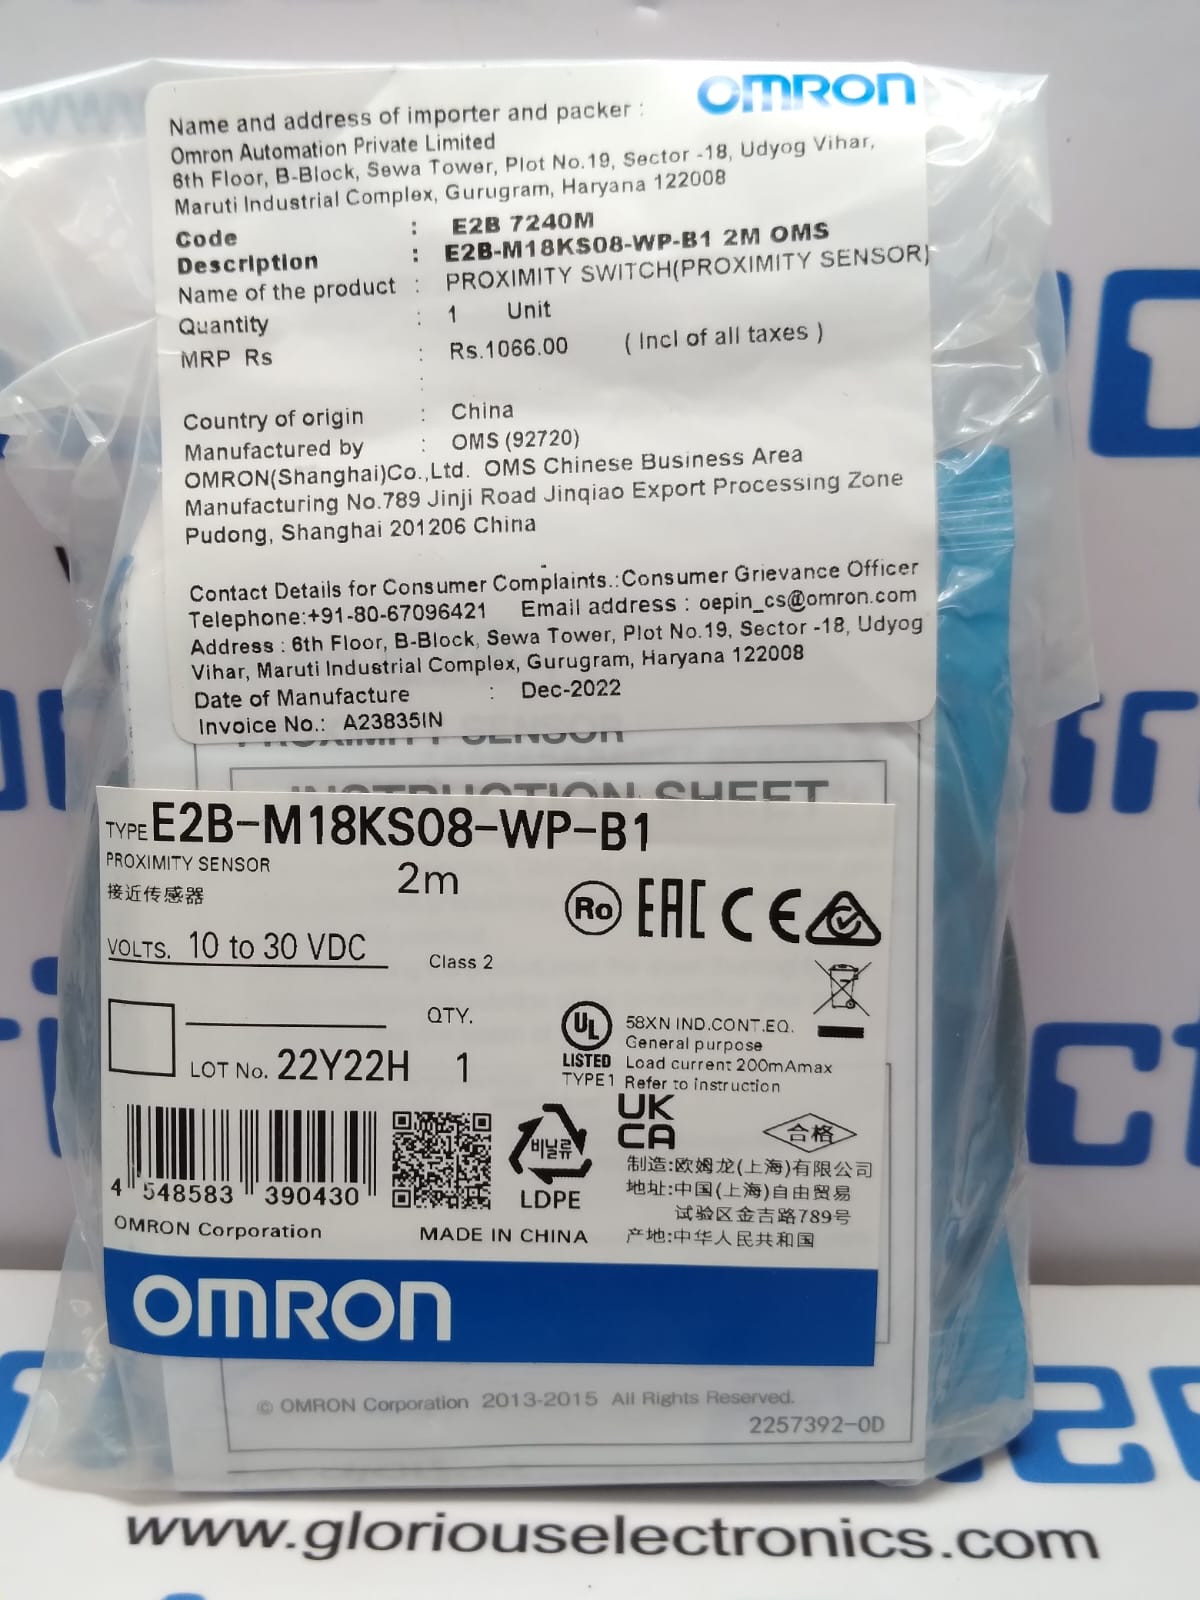 OMRON
Name and address of importer and packer :
Omron Automation Private Limited
6th Floor, B-Block, Sewa Tower, Plot No.19, Sector -18, Udyog Vihar,
Maruti Industrial Complex, Gurugram, Haryana 122008
Code : E2B 7240M
Description : E2B-M18KS08-WP-B1 2M OMS
Name of the product : PROXIMITY SWITCH(PROXIMITY SENSOR)
Quantity : 1 Unit
MRP Rs : Rs.1066.00 ( Incl of all taxes )
:
Country of origin : China
Manufactured by : OMS (92720)
OMRON(Shanghai)Co.,Ltd. OMS Chinese Business Area
Manufacturing No.789 Jinji Road Jinqiao Export Processing Zone
Pudong, Shanghai 201206 China
Contact Details for Consumer Complaints.:Consumer Grievance Officer
Telephone:+91-80-67096421 Email address : oepin_cs@omron.com
Address : 6th Floor, B-Block, Sewa Tower, Plot No.19, Sector -18, Udyog
Vihar, Maruti Industrial Complex, Gurugram, Haryana 122008
Date of Manufacture : Dec-2022
Invoice No.: A23835IN
PROXIMITY SENSOR
INSTRUCTION SHEET
TYPE E2B-M18KS08-WP-B1
PROXIMITY SENSOR 2m
接近传感器
Ro EAC CE
VOLTS. 10 to 30 VDC Class 2
QTY.
LOT No. 22Y22H 1
UL LISTED TYPE1
58XN IND.CONT.EQ.
General purpose
Load current 200mAmax
Refer to instruction
UK
CA
合格
비닐류
LDPE
制造:欧姆龙(上海)有限公司
地址:中国(上海)自由贸易
试验区金吉路789号
产地:中华人民共和国
4 548583 390430
OMRON Corporation MADE IN CHINA
OMRON
© OMRON Corporation 2013-2015 All Rights Reserved.
2257392-0D
www.gloriouselectronics.com